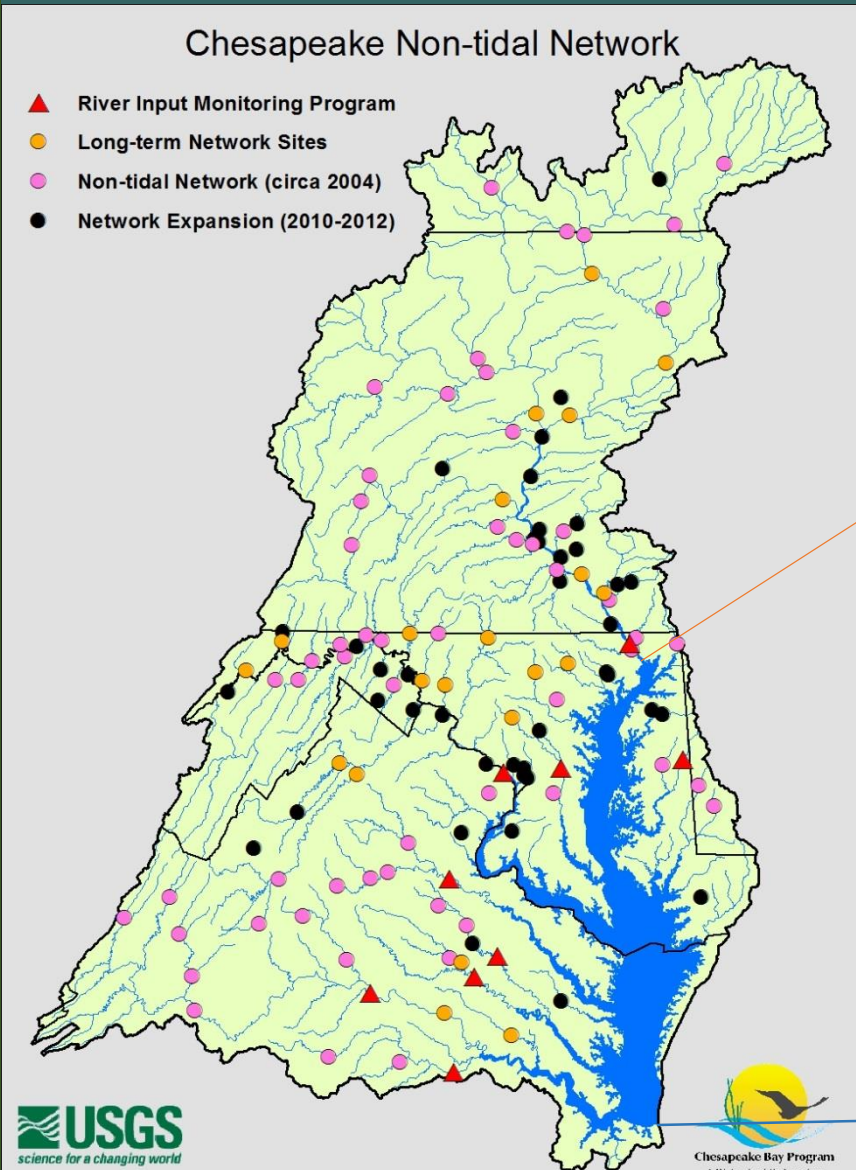 Chesapeake Non-tidal Network
River Input Monitoring Program
Long-term Network Sites
Non-tidal Network (circa 2004)
Network Expansion (2010-2012)
USGS
science for a changing world
Chesapeake Bay Program